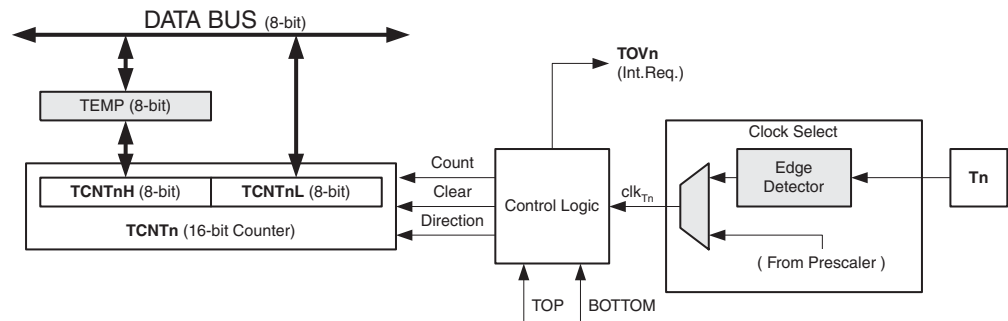 DATA BUS (8-bit)
TOVn
(Int.Req.)
TEMP (8-bit)
Clock Select
Count
Edge
Detector
Tn
TCNTnH (8-bit)
TCNTnL (8-bit)
Clear
Control Logic
clkTn
TCNTn (16-bit Counter)
Direction
( From Prescaler )
TOP
BOTTOM